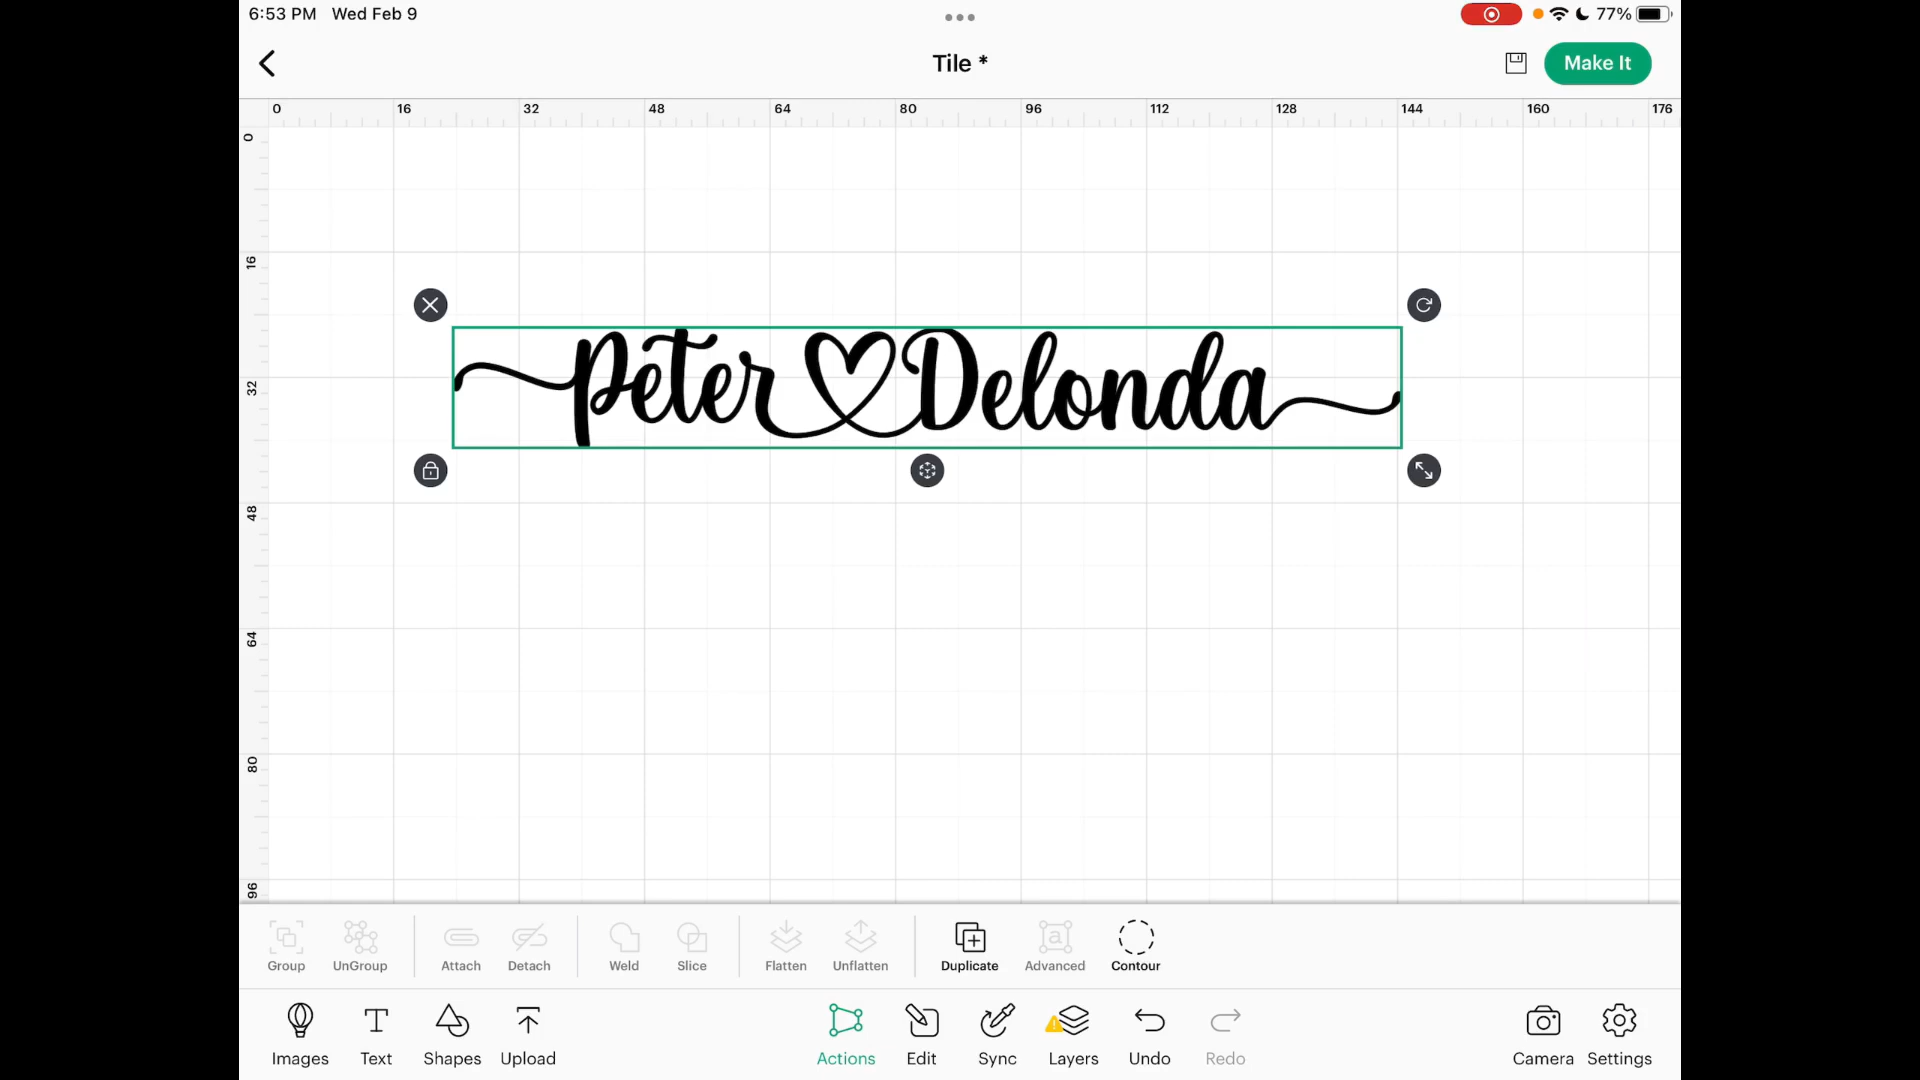 6:53 PM Wed Feb 9
77%
Tile *
Make It
0 16 32 48 64 80 96 112 128 144 160 176
0
16
32
48
64
80
96
Peter Delonda
Group UnGroup Attach Detach Weld Slice Flatten Unflatten Duplicate Advanced Contour
Images Text Shapes Upload Actions Edit Sync Layers Undo Redo Camera Settings